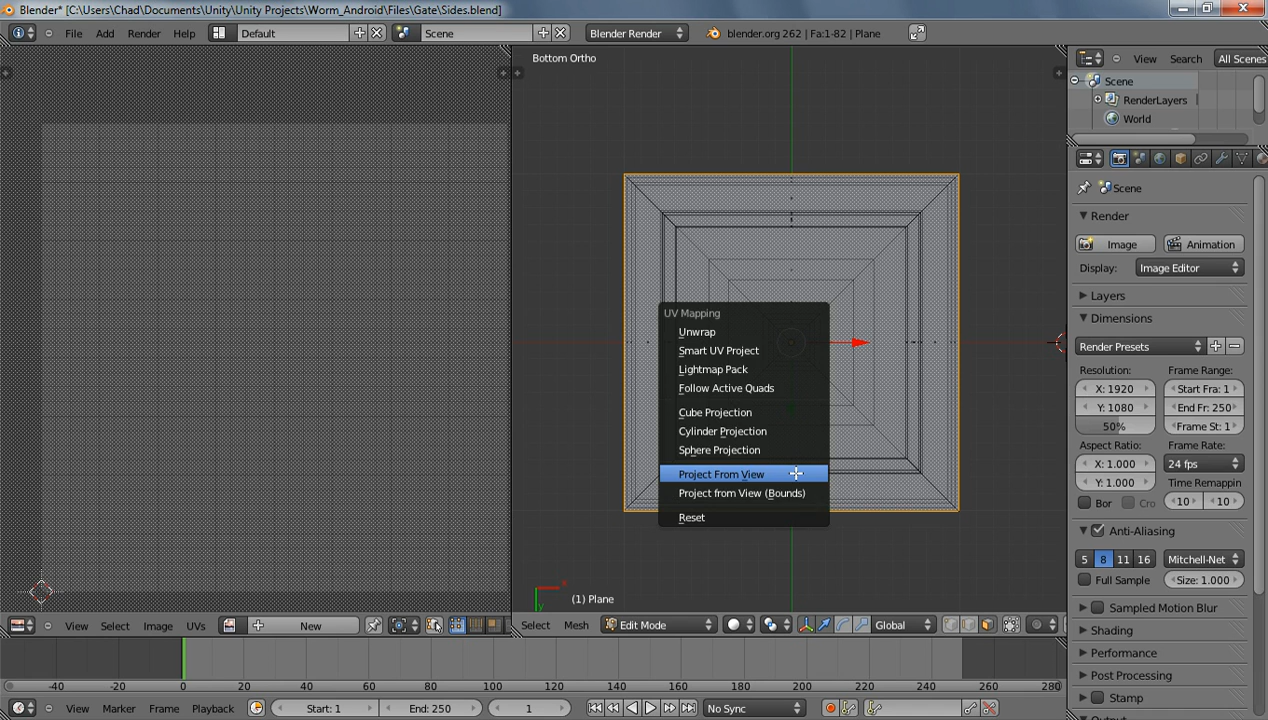 Blender* [C:\Users\Chad\Documents\Unity\Unity Projects\Worm_Android\Files\Gate\Sides.blend]
File Add Render Help Default Scene Blender Render blender.org 262 | Fa:1-82 | Plane View Search All Scenes
Bottom Ortho
Scene
RenderLayers
World
Scene
Render
Image Animation
Display: Image Editor
Layers
Dimensions
Render Presets
Resolution: Frame Range:
X: 1920 Start Fra: 1
Y: 1080 End Fr: 250
50% Frame St: 1
Aspect Ratio: Frame Rate:
X: 1.000 24 fps
Y: 1.000 Time Remappin
Bor Cro 10 10
Anti-Aliasing
5 8 11 16 Mitchell-Net
Full Sample Size: 1.000
Sampled Motion Blur
Shading
Performance
Post Processing
Stamp
UV Mapping
Unwrap
Smart UV Project
Lightmap Pack
Follow Active Quads
Cube Projection
Cylinder Projection
Sphere Projection
Project From View
Project from View (Bounds)
Reset
x
y
(1) Plane
View Select Image UVs New Select Mesh Edit Mode Global
-40 -20 0 20 40 60 80 100 120 140 160 180 200 220 240 260 280
View Marker Frame Playback Start: 1 End: 250 1 No Sync